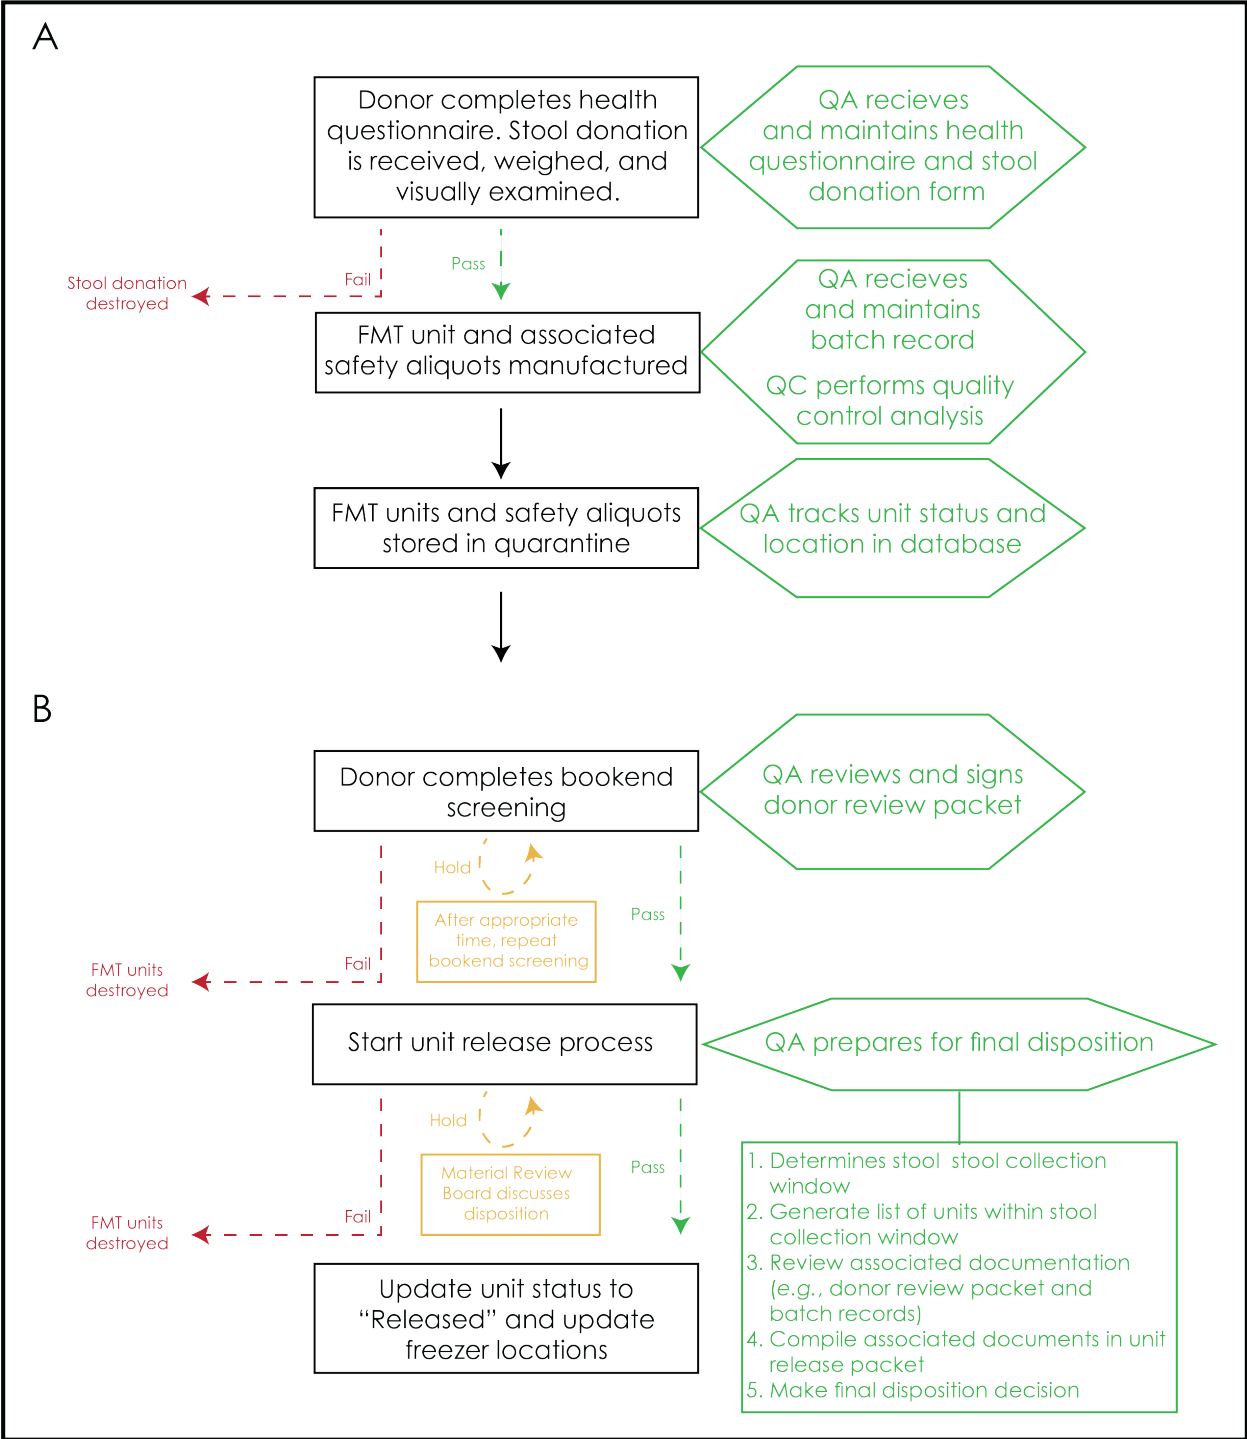 A
Donor completes health
questionnaire. Stool donation
is received, weighed, and
visually examined.
QA recieves
and maintains health
questionnaire and stool
donation form
Fail
Pass
Stool donation
destroyed
FMT unit and associated
safety aliquots manufactured
QA recieves
and maintains
batch record
QC performs quality
control analysis
FMT units and safety aliquots
stored in quarantine
QA tracks unit status and
location in database
B
Donor completes bookend
screening
QA reviews and signs
donor review packet
Hold
After appropriate
time, repeat
bookend screening
Pass
Fail
FMT units
destroyed
Start unit release process
QA prepares for final disposition
Hold
Material Review
Board discusses
disposition
Pass
Fail
FMT units
destroyed
Update unit status to
“Released” and update
freezer locations
1. Determines stool  stool collection
window
2. Generate list of units within stool
collection window
3. Review associated documentation
(e.g., donor review packet and
batch records)
4. Compile associated documents in unit
release packet
5. Make final disposition decision